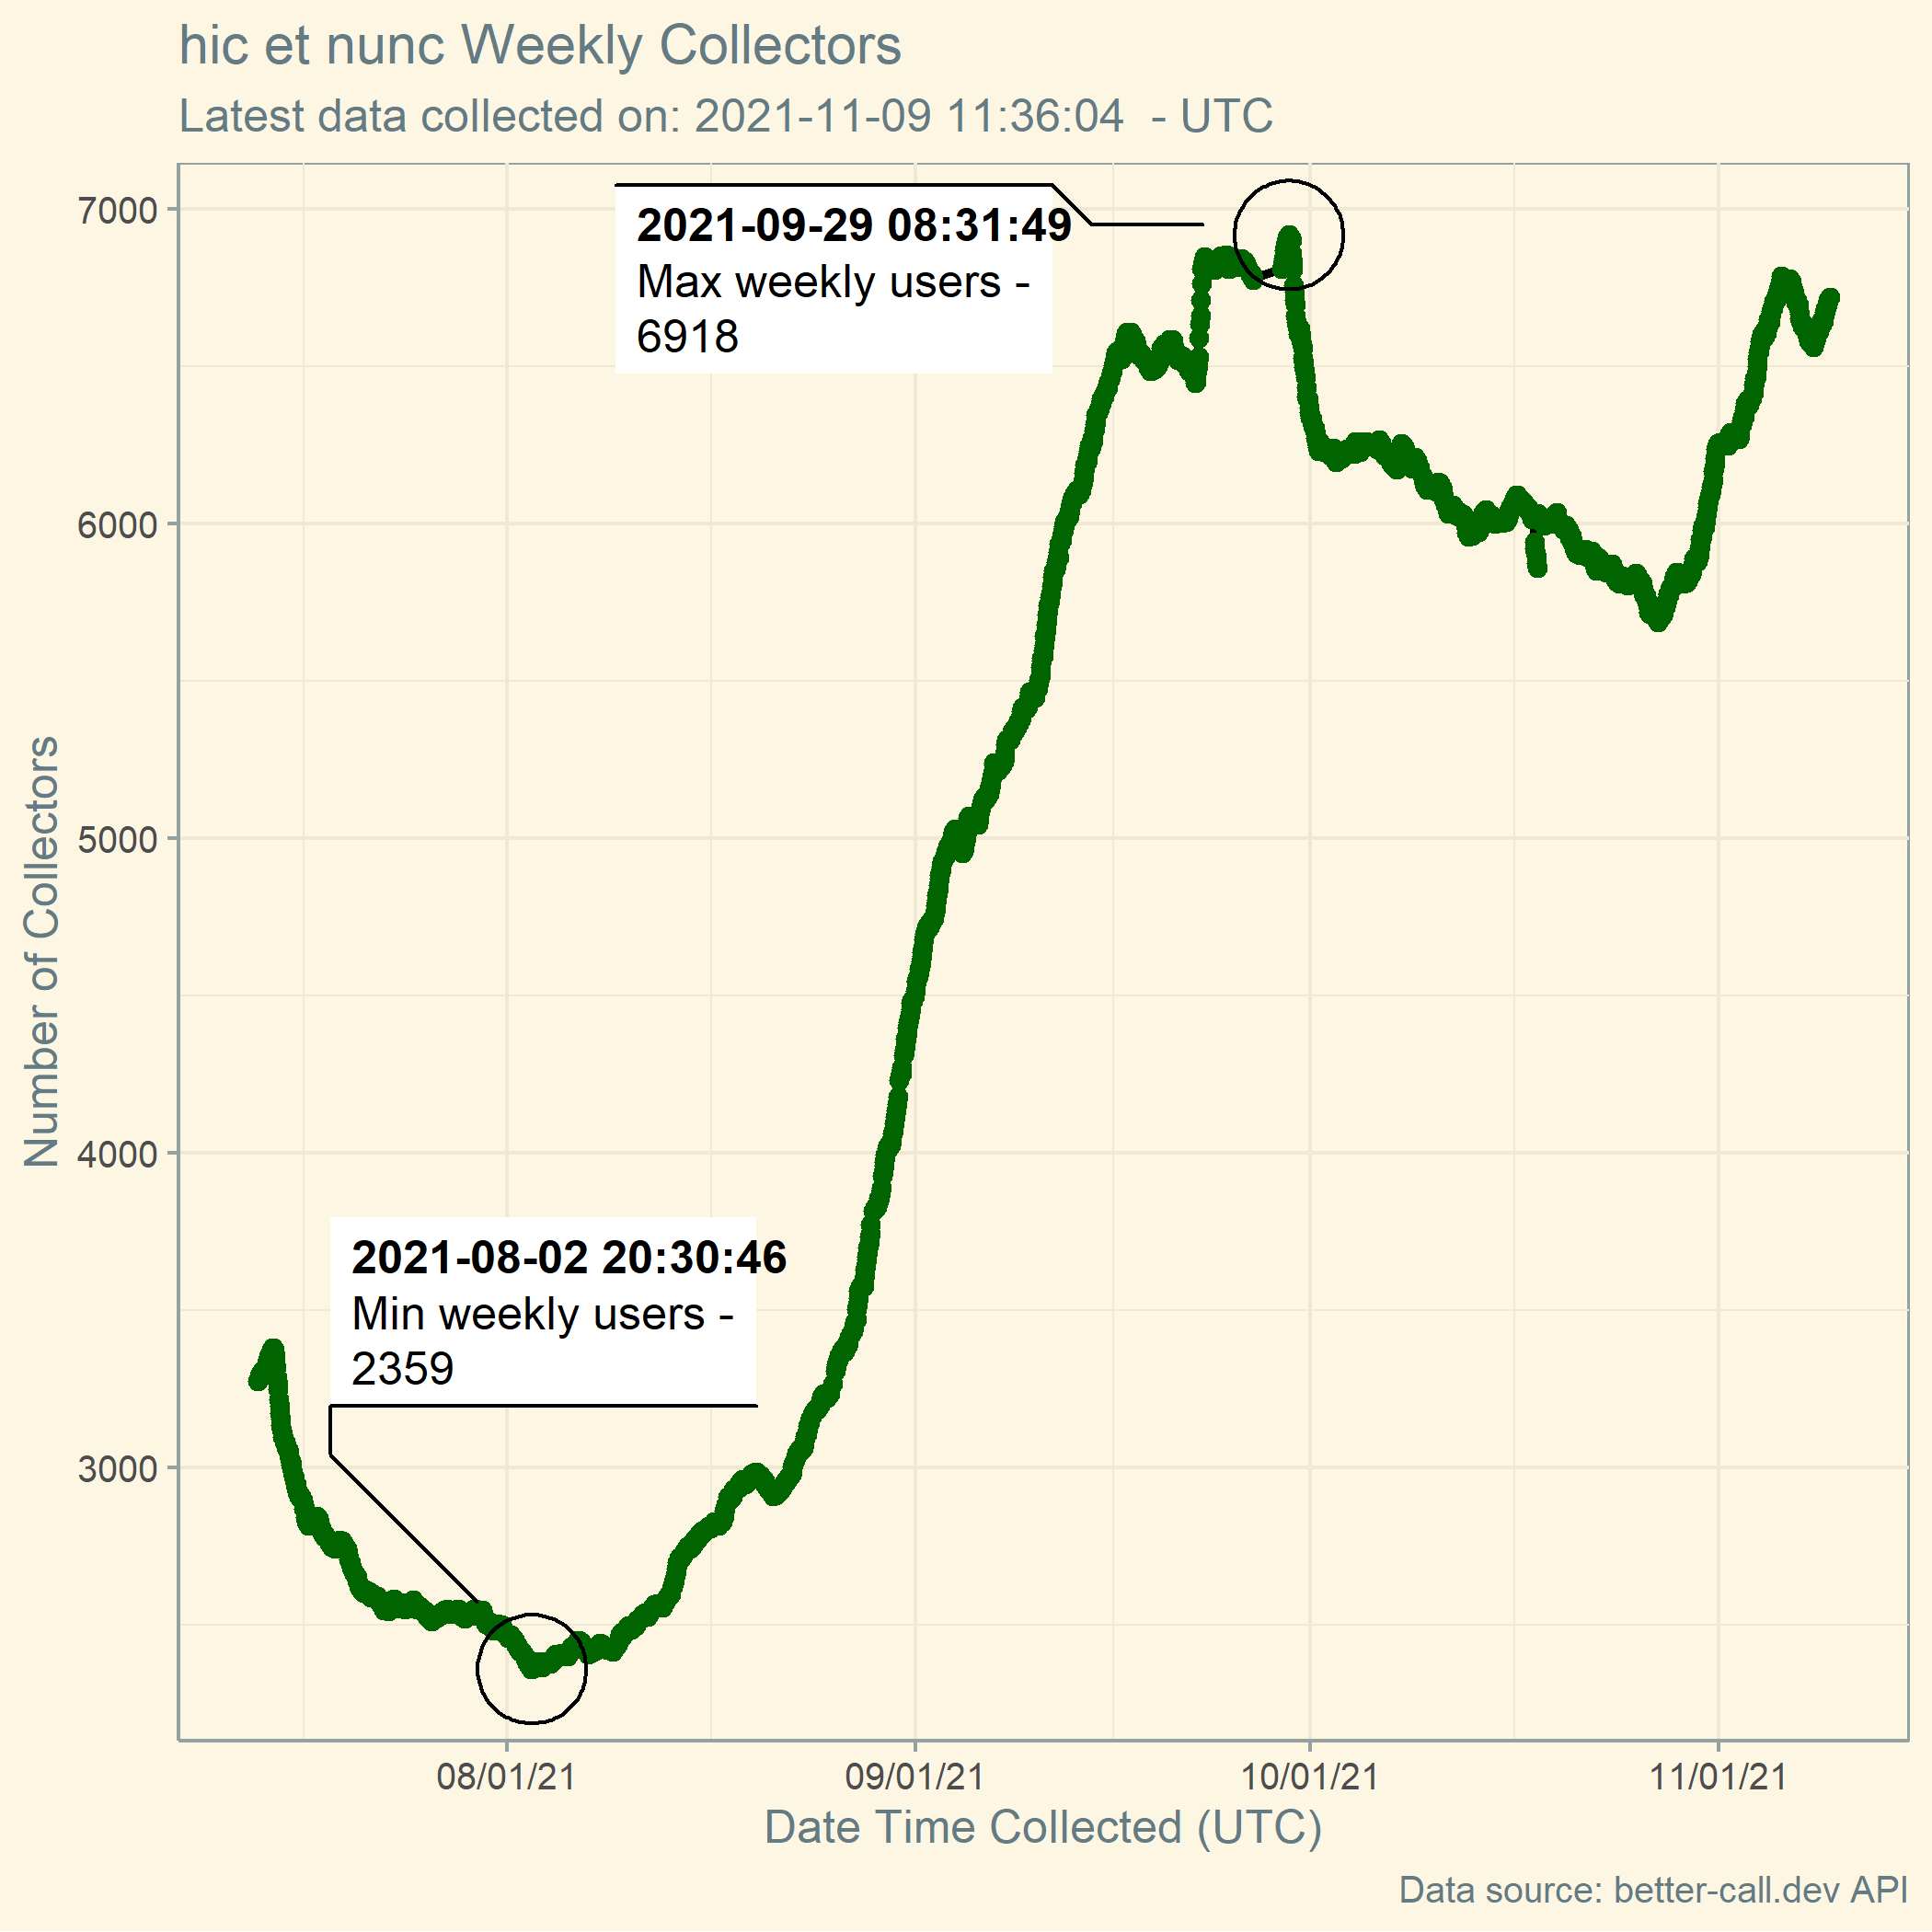 hic et nunc Weekly Collectors
Latest data collected on: 2021-11-09 11:36:04  - UTC
7000
6000
5000
4000
3000
Number of Collectors
2021-09-29 08:31:49
Max weekly users -
6918
2021-08-02 20:30:46
Min weekly users -
2359
08/01/21
09/01/21
10/01/21
11/01/21
Date Time Collected (UTC)
Data source: better-call.dev API